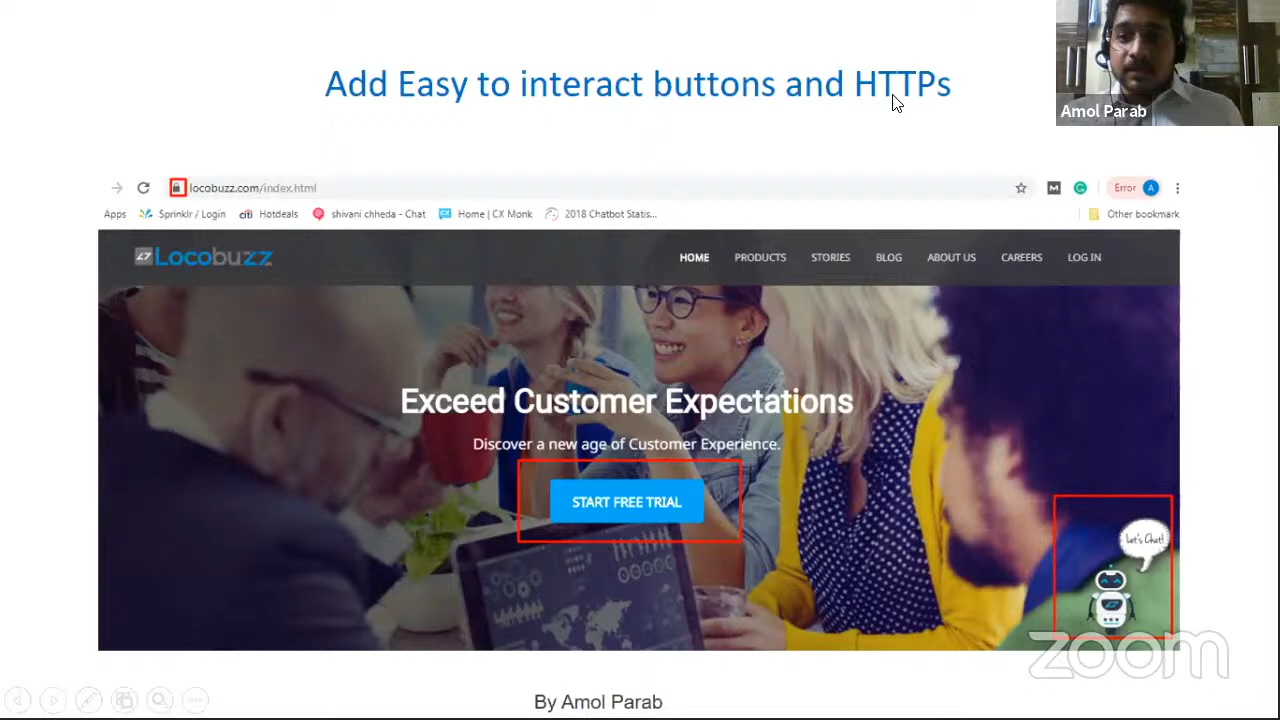 Add Easy to interact buttons and HTTPs
Amol Parab
locobuzz.com/index.html
Error A
Apps Sprinklr / Login citi Hotdeals shivani chheda - Chat CX Home | CX Monk 2018 Chatbot Statis... Other bookmark
Locobuzz
HOME PRODUCTS STORIES BLOG ABOUT US CAREERS LOG IN
Exceed Customer Expectations
Discover a new age of Customer Experience.
START FREE TRIAL
Let's Chat!
zoom
By Amol Parab